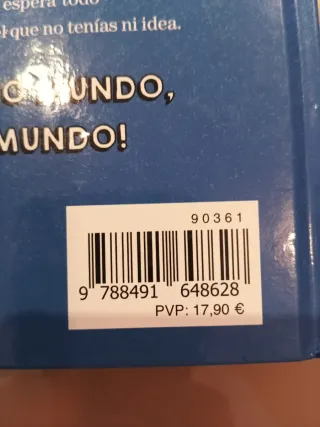 espera todo
el que no tenías ni idea.
O MUNDO,
MUNDO!
90361
9 788491 648628
PVP: 17,90 €